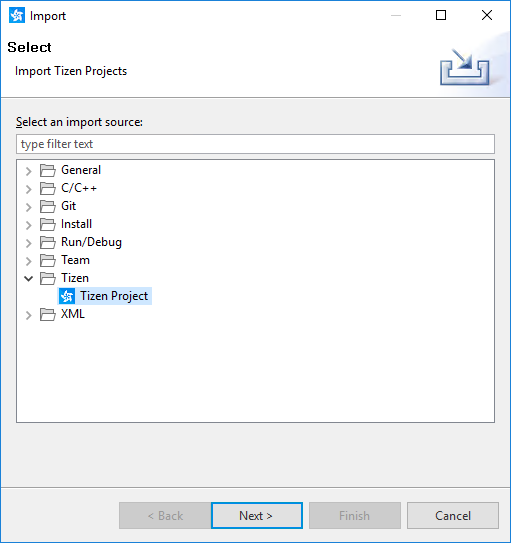 Import
Select
Import Tizen Projects
Select an import source:
type filter text
General
C/C++
Git
Install
Run/Debug
Team
Tizen
Tizen Project
XML
< Back
Next >
Finish
Cancel